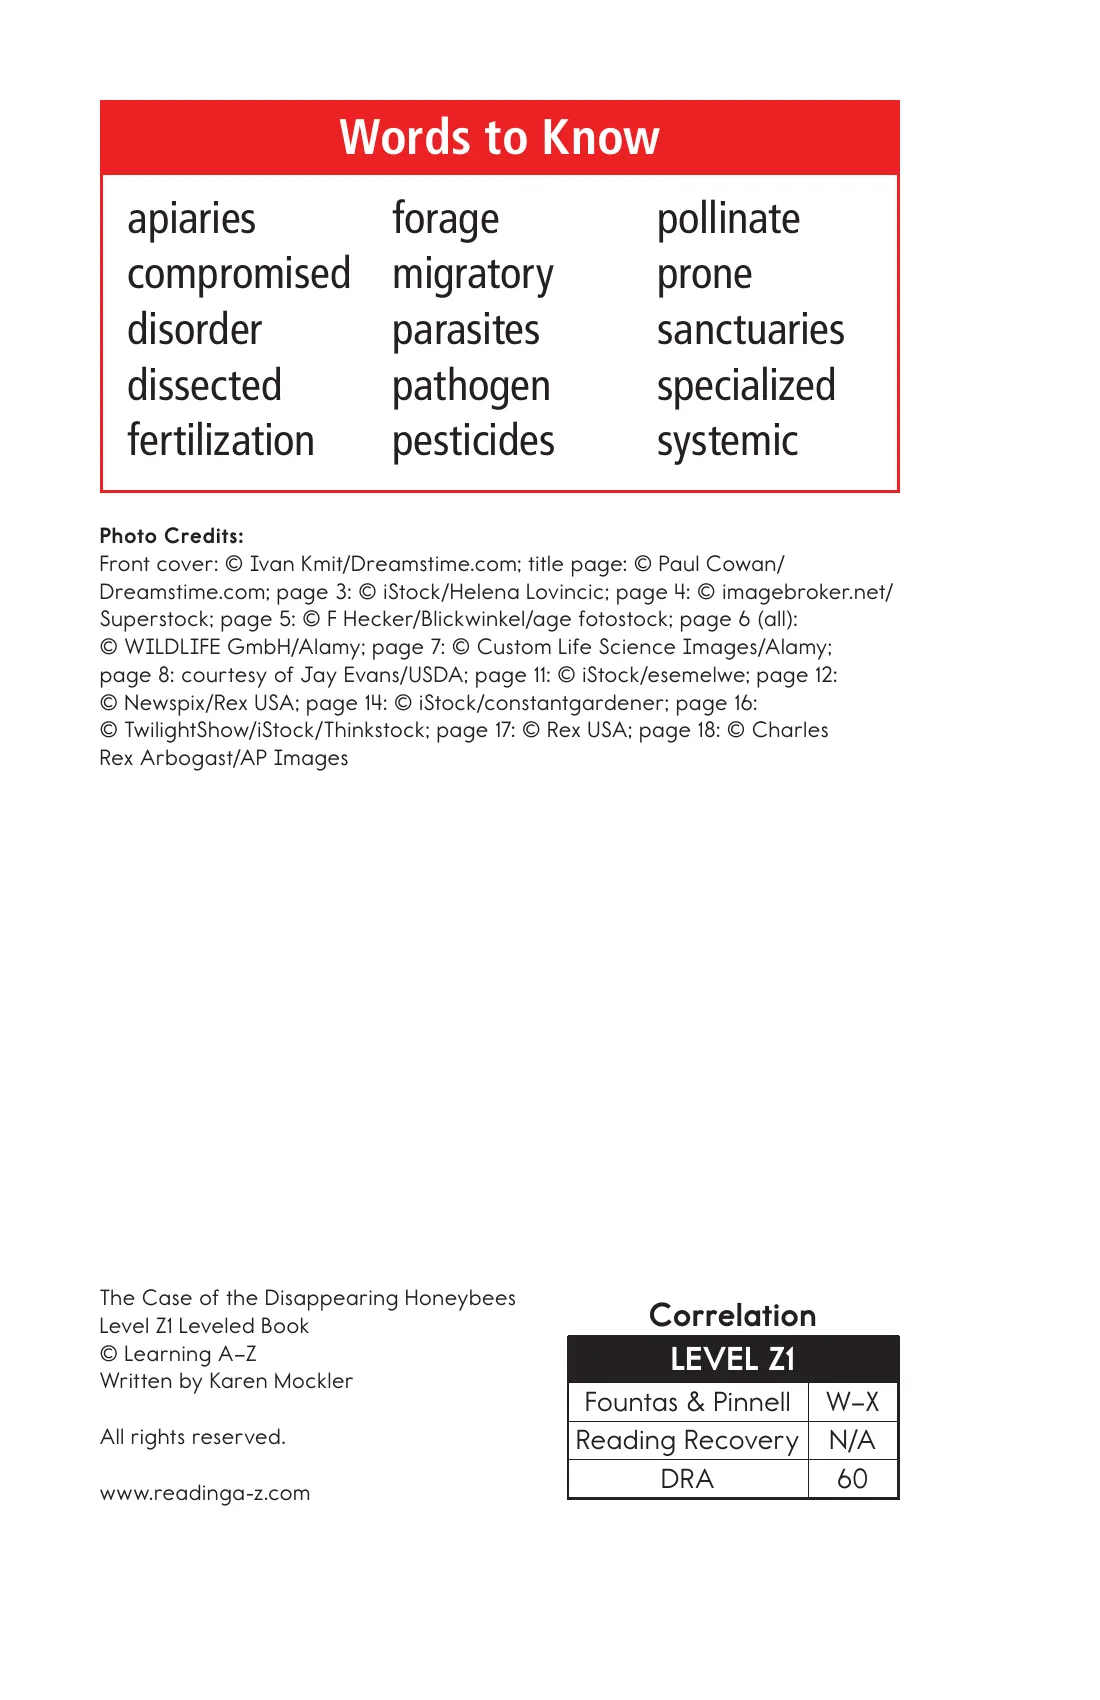 Words to Know
apiaries
compromised
disorder
dissected
fertilization
forage
migratory
parasites
pathogen
pesticides
pollinate
prone
sanctuaries
specialized
systemic
Photo Credits:
Front cover: © Ivan Kmit/Dreamstime.com; title page: © Paul Cowan/
Dreamstime.com; page 3: © iStock/Helena Lovincic; page 4: © imagebroker.net/
Superstock; page 5: © F Hecker/Blickwinkel/age fotostock; page 6 (all):
© WILDLIFE GmbH/Alamy; page 7: © Custom Life Science Images/Alamy;
page 8: courtesy of Jay Evans/USDA; page 11: © iStock/esemelwe; page 12:
© Newspix/Rex USA; page 14: © iStock/constantgardener; page 16:
© TwilightShow/iStock/Thinkstock; page 17: © Rex USA; page 18: © Charles
Rex Arbogast/AP Images
The Case of the Disappearing Honeybees
Level Z1 Leveled Book
© Learning A–Z
Written by Karen Mockler
All rights reserved.
www.readinga-z.com
Correlation
LEVEL Z1
Fountas & Pinnell W–X
Reading Recovery N/A
DRA 60